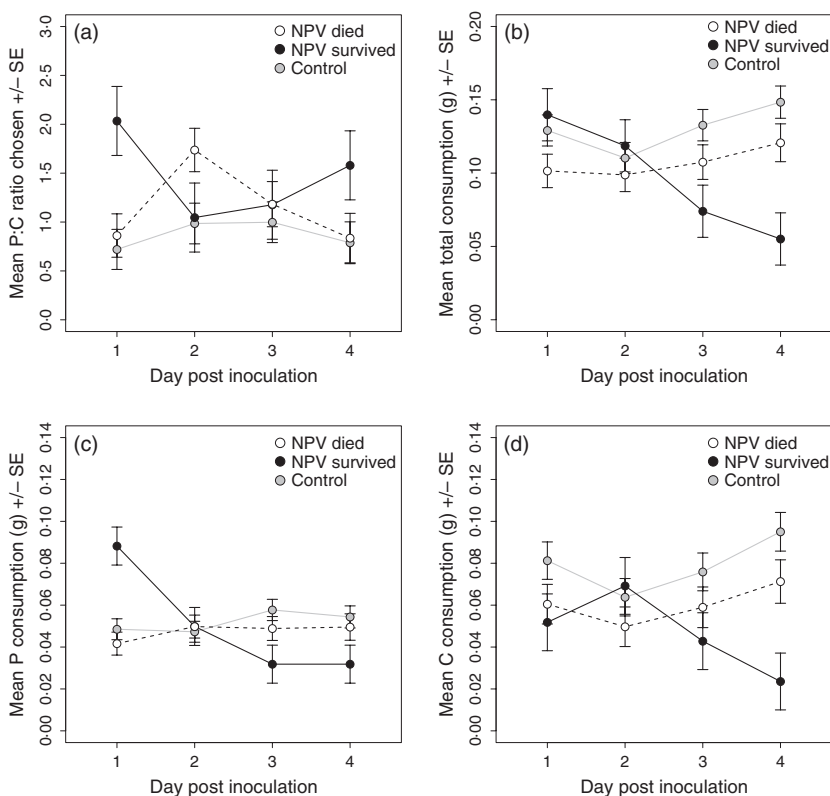 (a)
NPV died
NPV survived
Control
Mean P:C ratio chosen +/− SE
3·0
2·5
2·0
1·5
1·0
0·5
0·0
1 2 3 4
Day post inoculation
(b)
NPV died
NPV survived
Control
Mean total consumption (g) +/− SE
0·15
0·10
0·05
0·00
1 2 3 4
Day post inoculation
(c)
NPV died
NPV survived
Control
Mean P consumption (g) +/− SE
0·14
0·12
0·10
0·08
0·06
0·04
0·02
0·00
1 2 3 4
Day post inoculation
(d)
NPV died
NPV survived
Control
Mean C consumption (g) +/− SE
0·14
0·12
0·10
0·08
0·06
0·04
0·02
0·00
1 2 3 4
Day post inoculation